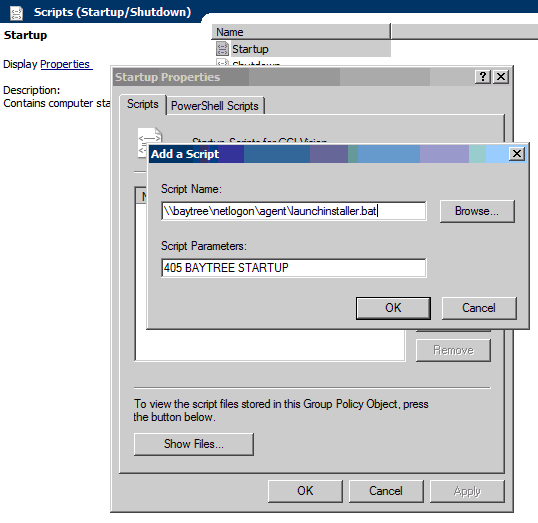 Scripts (Startup/Shutdown)
Startup
Name
Startup
Shutdown
Display Properties
Description:
Contains computer sta
Startup Properties
Scripts
PowerShell Scripts
Startup Scripts for CCI Vision
Add a Script
Script Name:
\\baytree\netlogon\agent\launchinstaller.bat
Browse...
Script Parameters:
405 BAYTREE STARTUP
OK
Cancel
Remove
To view the script files stored in this Group Policy Object, press
the button below.
Show Files...
OK
Cancel
Apply